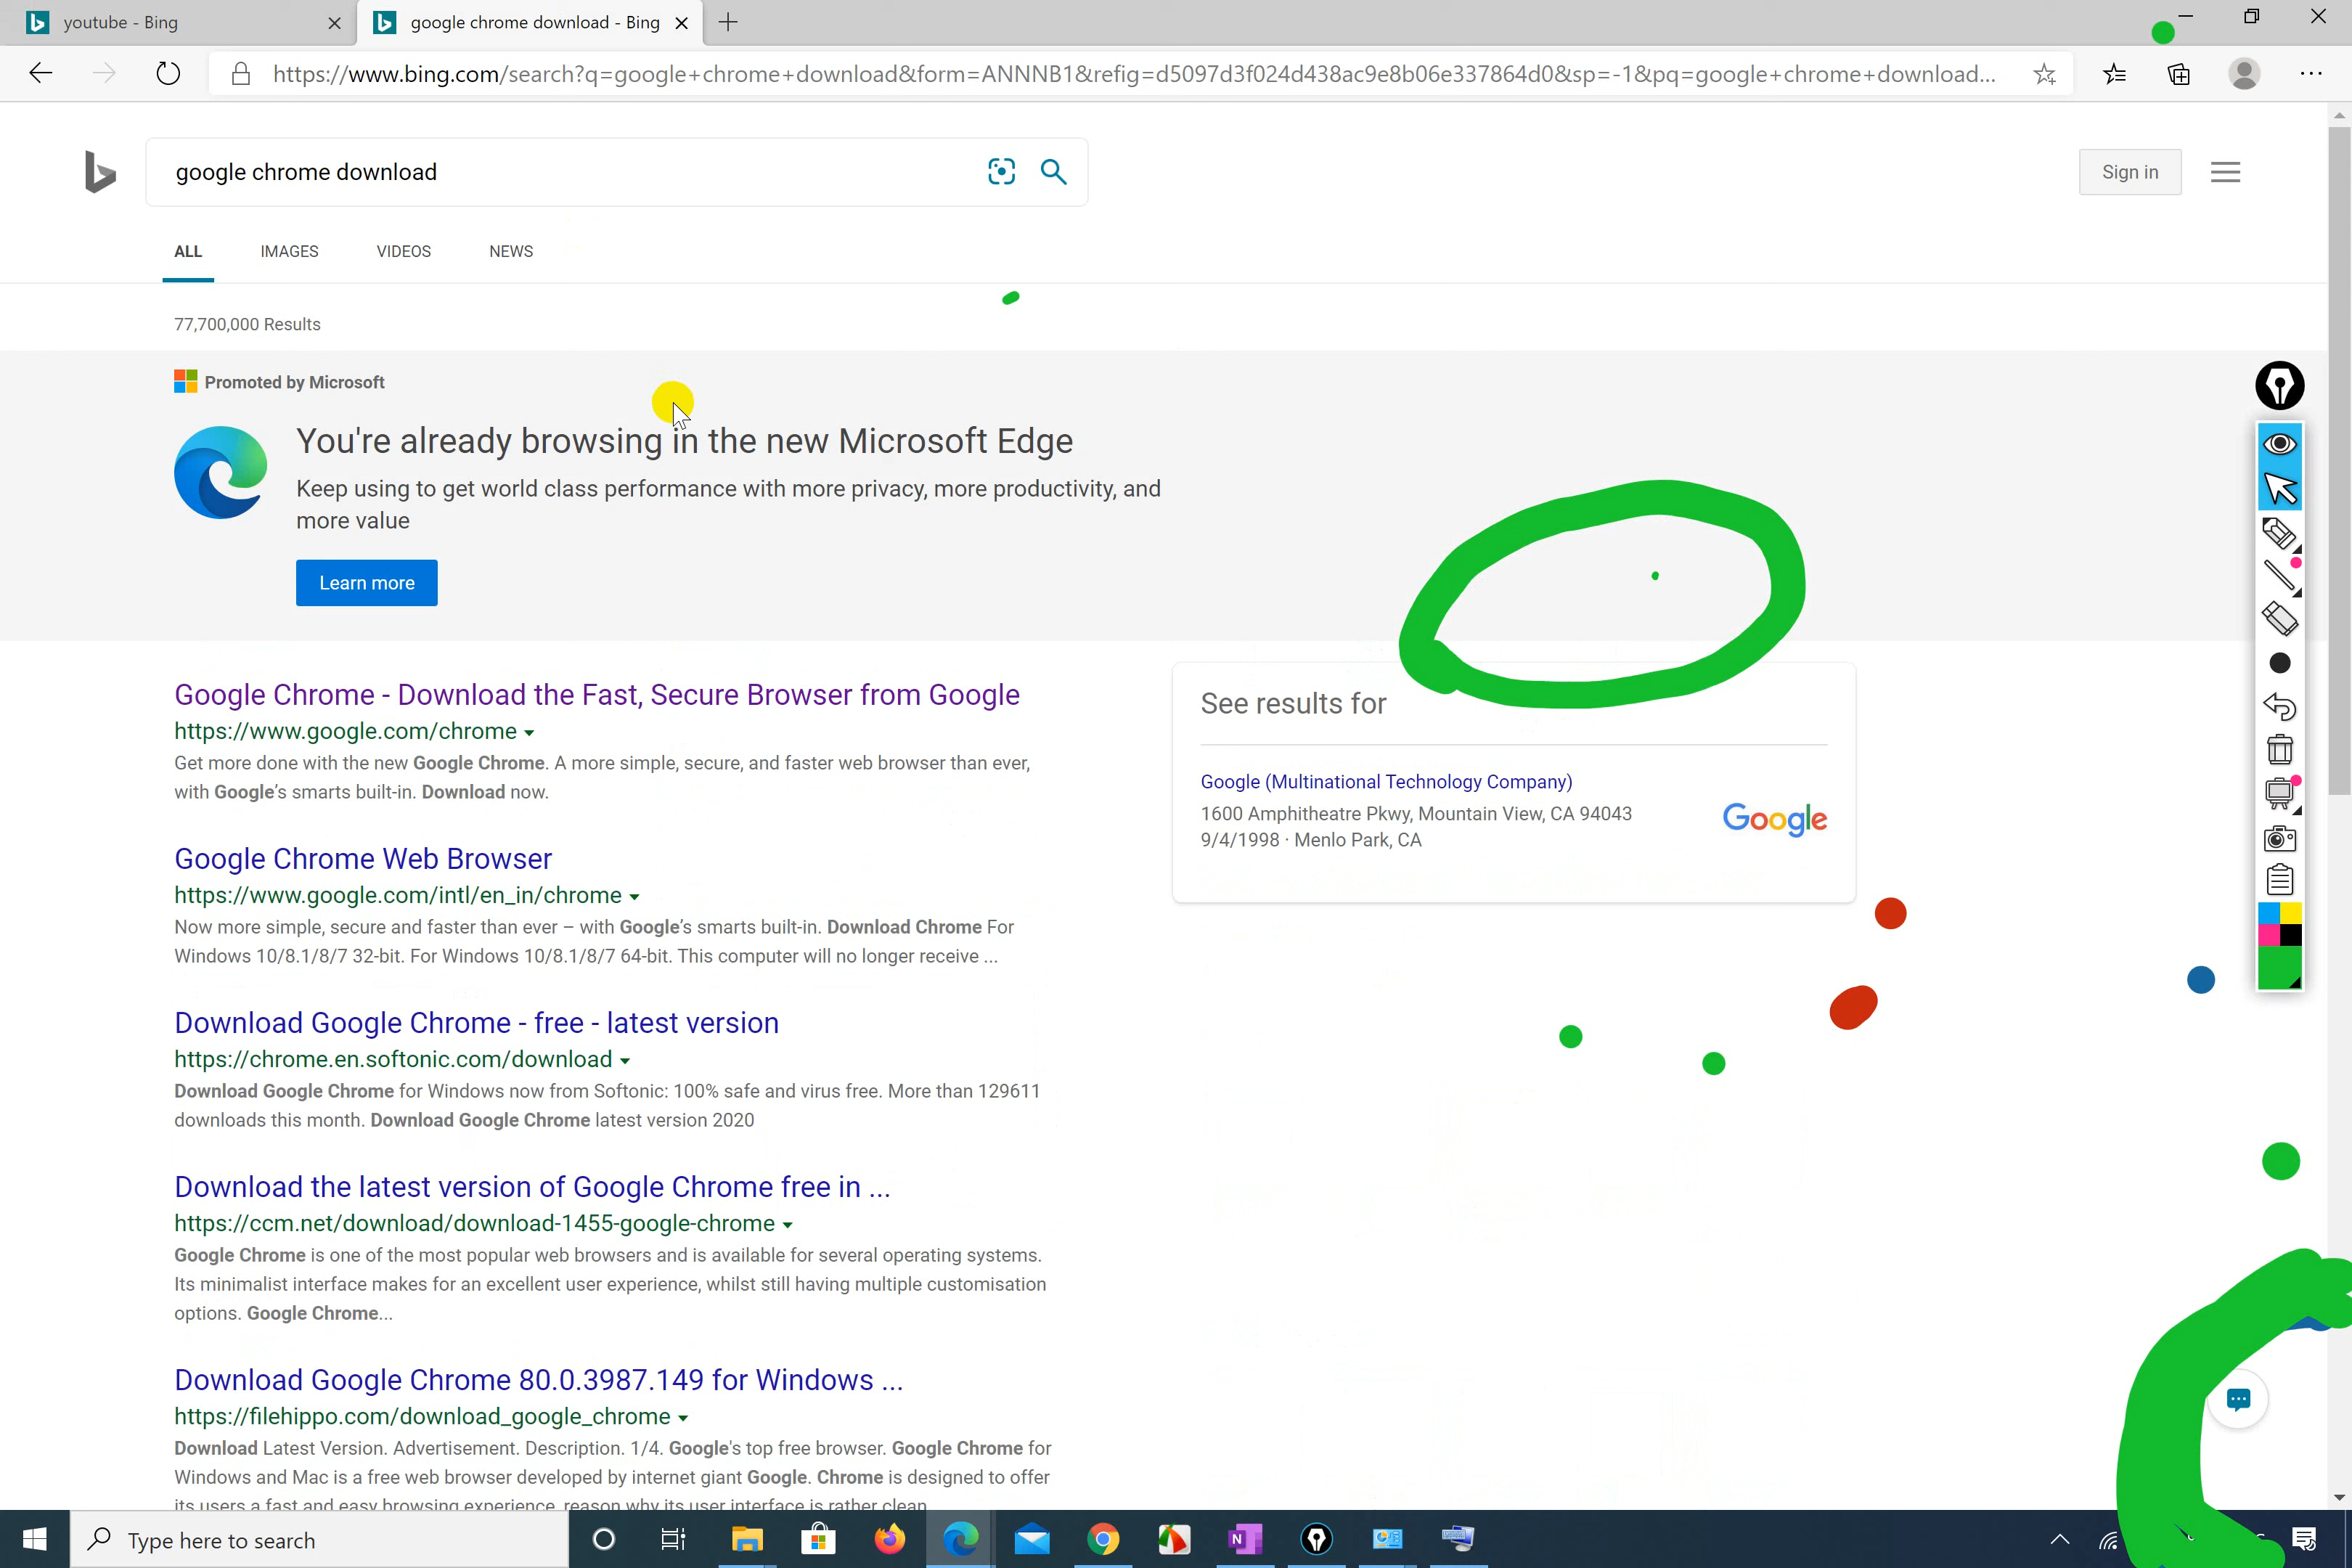 youtube - Bing
google chrome download - Bing
https://www.bing.com/search?q=google+chrome+download&form=ANNNB1&refig=d5097d3f024d438ac9e8b06e337864d0&sp=-1&pq=google+chrome+download...
google chrome download
Sign in
ALL IMAGES VIDEOS NEWS
77,700,000 Results
Promoted by Microsoft
You're already browsing in the new Microsoft Edge
Keep using to get world class performance with more privacy, more productivity, and
more value
Learn more
Google Chrome - Download the Fast, Secure Browser from Google
https://www.google.com/chrome
Get more done with the new Google Chrome. A more simple, secure, and faster web browser than ever,
with Google's smarts built-in. Download now.
Google Chrome Web Browser
https://www.google.com/intl/en_in/chrome
Now more simple, secure and faster than ever – with Google's smarts built-in. Download Chrome For
Windows 10/8.1/8/7 32-bit. For Windows 10/8.1/8/7 64-bit. This computer will no longer receive ...
Download Google Chrome - free - latest version
https://chrome.en.softonic.com/download
Download Google Chrome for Windows now from Softonic: 100% safe and virus free. More than 129611
downloads this month. Download Google Chrome latest version 2020
Download the latest version of Google Chrome free in ...
https://ccm.net/download/download-1455-google-chrome
Google Chrome is one of the most popular web browsers and is available for several operating systems.
Its minimalist interface makes for an excellent user experience, whilst still having multiple customisation
options. Google Chrome...
Download Google Chrome 80.0.3987.149 for Windows ...
https://filehippo.com/download_google_chrome
Download Latest Version. Advertisement. Description. 1/4. Google's top free browser. Google Chrome for
Windows and Mac is a free web browser developed by internet giant Google. Chrome is designed to offer
its users a fast and easy browsing experience, reason why its user interface is rather clean
See results for
Google (Multinational Technology Company)
1600 Amphitheatre Pkwy, Mountain View, CA 94043
9/4/1998 · Menlo Park, CA
Google
Type here to search